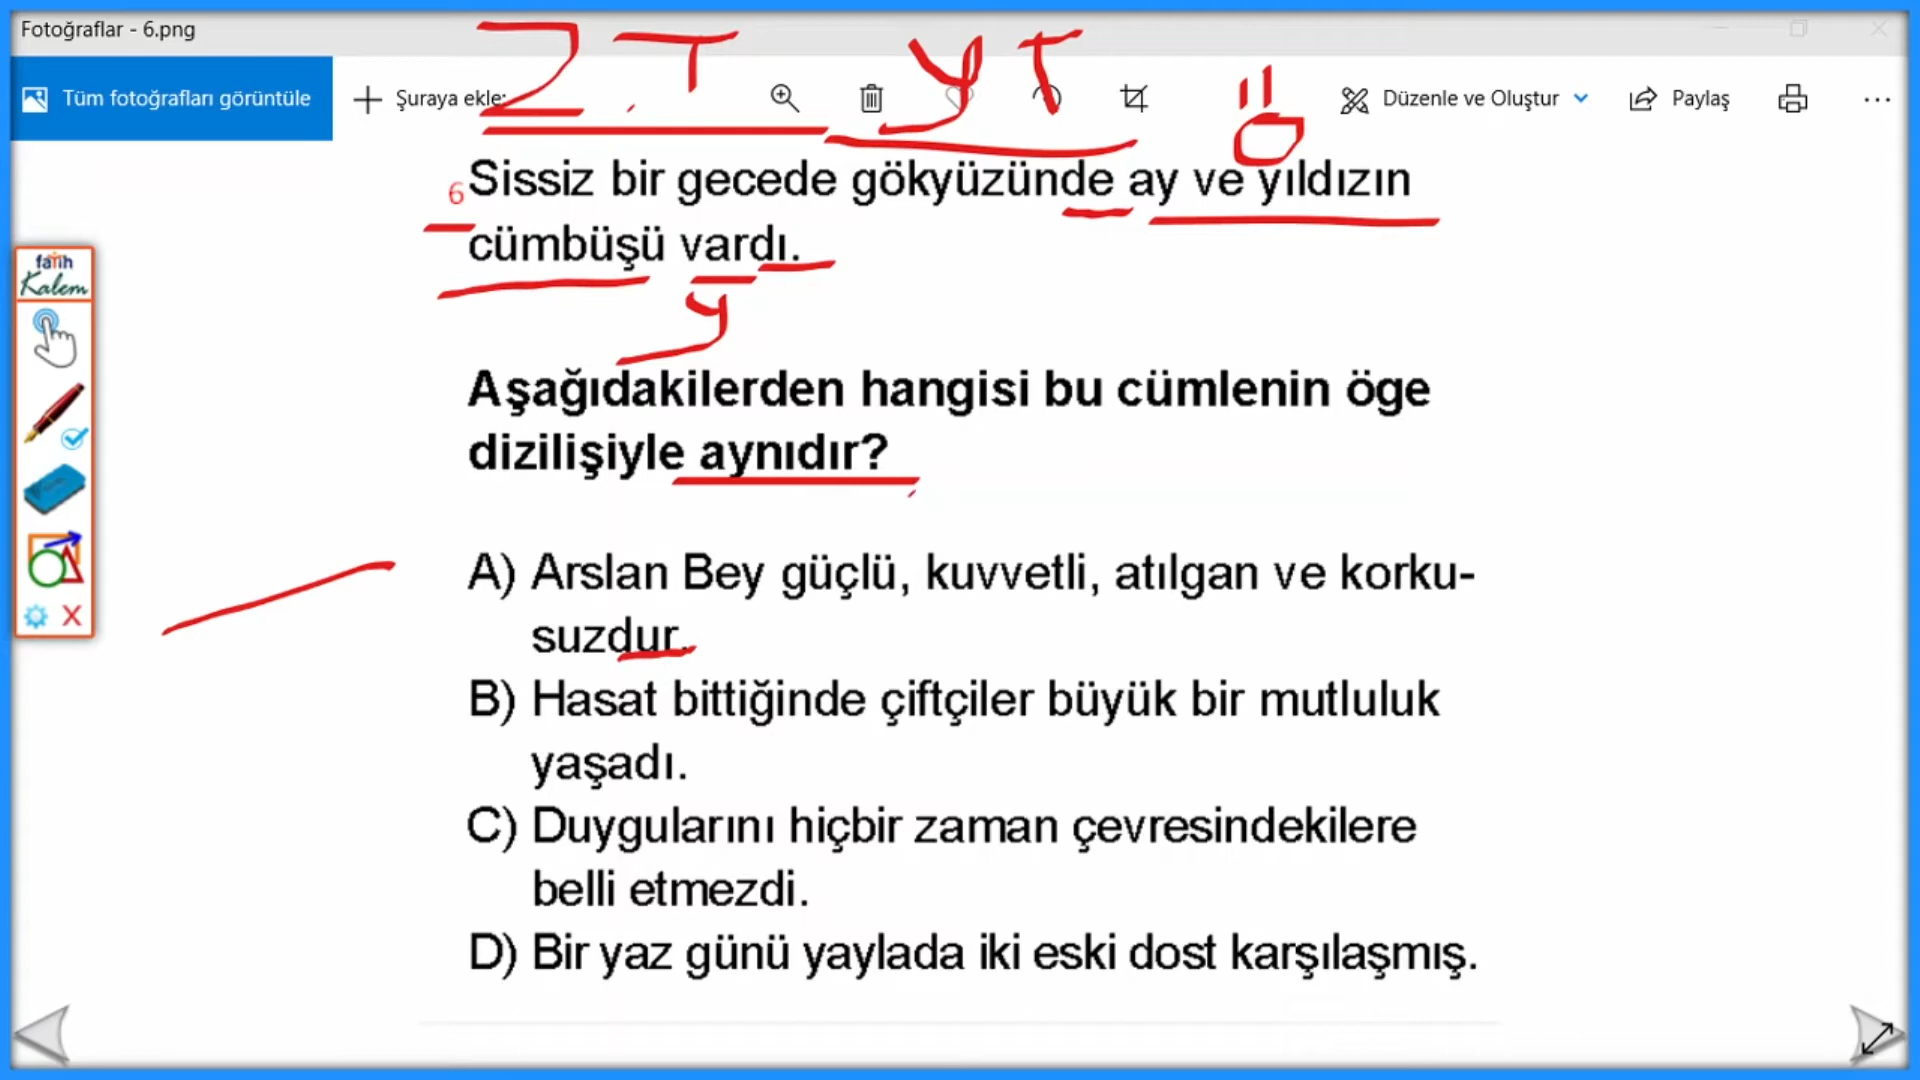 Fotoğraflar - 6.png
Tüm fotoğrafları görüntüle
Şuraya ekle:
Düzenle ve Oluştur
Paylaş
Z.T yT Ö
6 Sissiz bir gecede gökyüzünde ay ve yıldızın
cümbüşü vardı.
y
fatih
Kalem
Aşağıdakilerden hangisi bu cümlenin öge
dizilişiyle aynıdır?
A) Arslan Bey güçlü, kuvvetli, atılgan ve korku-
suzdur.
B) Hasat bittiğinde çiftçiler büyük bir mutluluk
yaşadı.
C) Duygularını hiçbir zaman çevresindekilere
belli etmezdi.
D) Bir yaz günü yaylada iki eski dost karşılaşmış.